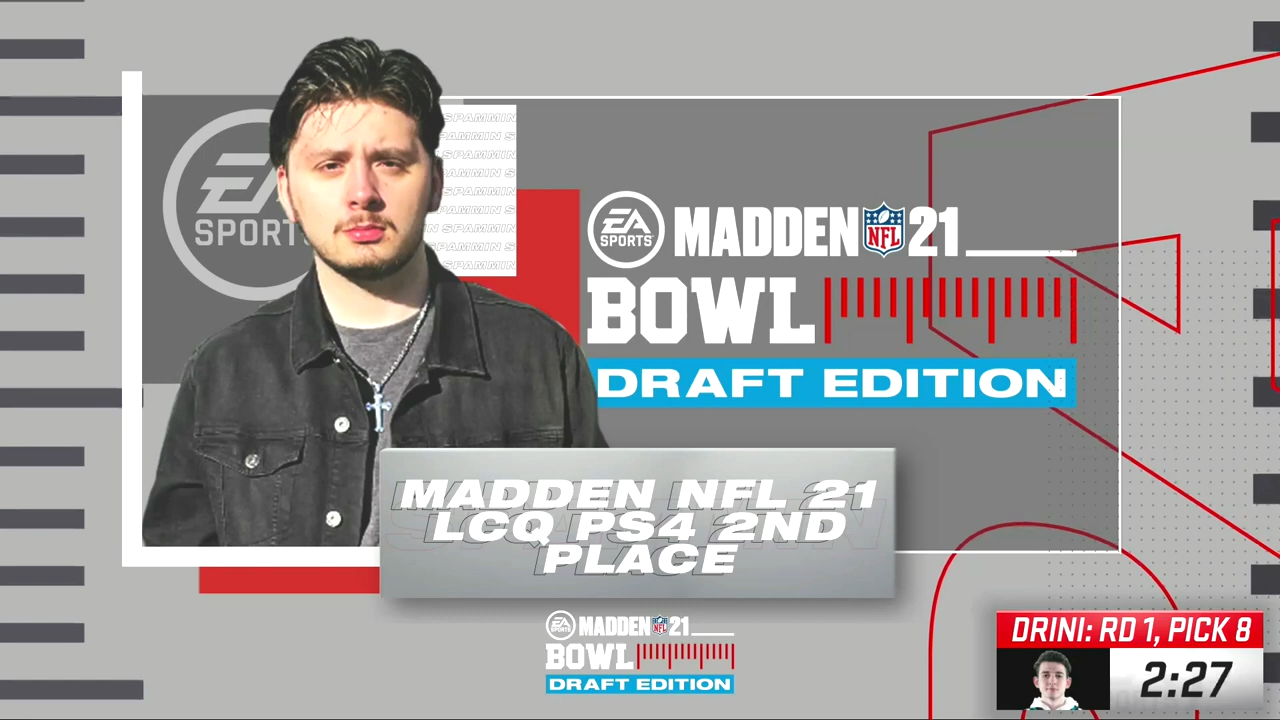 EA
SPORTS
SPAMMIN
SPAMMIN S
SPAMMIN
SPAMMIN S
SPAMMIN
SPAMMIN S
N SPAMMIN
SPAMMIN S
SPAMMIN
EA
SPORTS
MADDEN NFL 21
BOWL
DRAFT EDITION
MADDEN NFL 21
LCQ PS4 2ND
PLACE
EA
SPORTS
MADDEN NFL 21
BOWL
DRAFT EDITION
DRINI: RD 1, PICK 8
2:27